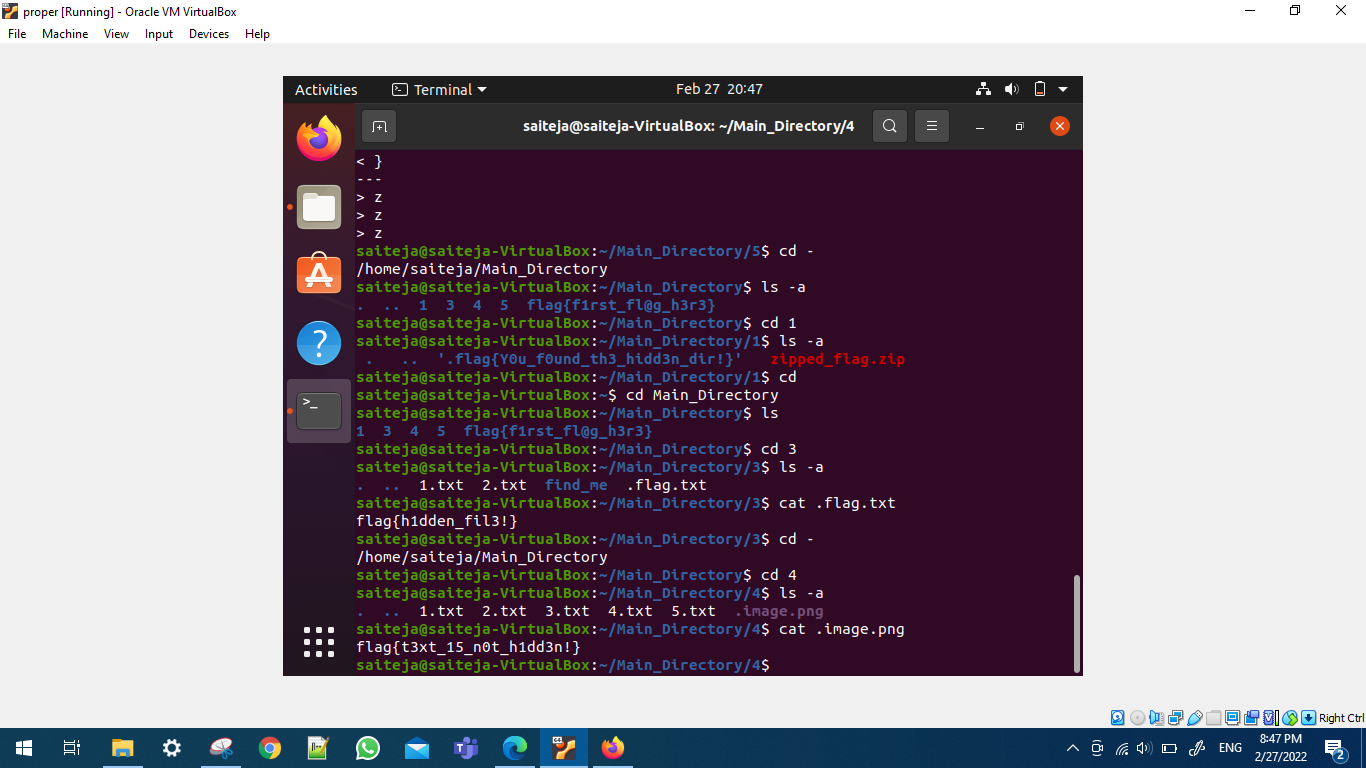 proper [Running] - Oracle VM VirtualBox
File Machine View Input Devices Help
Activities Terminal Feb 27 20:47
saiteja@saiteja-VirtualBox: ~/Main_Directory/4
< }
---
> z
> z
> z
saiteja@saiteja-VirtualBox:~/Main_Directory/5$ cd -
/home/saiteja/Main_Directory
saiteja@saiteja-VirtualBox:~/Main_Directory$ ls -a
. .. 1 3 4 5 flag{f1rst_fl@g_h3r3}
saiteja@saiteja-VirtualBox:~/Main_Directory$ cd 1
saiteja@saiteja-VirtualBox:~/Main_Directory/1$ ls -a
. .. '.flag{Y0u_f0und_th3_hidd3n_dir!}' zipped_flag.zip
saiteja@saiteja-VirtualBox:~/Main_Directory/1$ cd
saiteja@saiteja-VirtualBox:~$ cd Main_Directory
saiteja@saiteja-VirtualBox:~/Main_Directory$ ls
1 3 4 5 flag{f1rst_fl@g_h3r3}
saiteja@saiteja-VirtualBox:~/Main_Directory$ cd 3
saiteja@saiteja-VirtualBox:~/Main_Directory/3$ ls -a
. .. 1.txt 2.txt find_me .flag.txt
saiteja@saiteja-VirtualBox:~/Main_Directory/3$ cat .flag.txt
flag{h1dden_fil3!}
saiteja@saiteja-VirtualBox:~/Main_Directory/3$ cd -
/home/saiteja/Main_Directory
saiteja@saiteja-VirtualBox:~/Main_Directory$ cd 4
saiteja@saiteja-VirtualBox:~/Main_Directory/4$ ls -a
. .. 1.txt 2.txt 3.txt 4.txt 5.txt .image.png
saiteja@saiteja-VirtualBox:~/Main_Directory/4$ cat .image.png
flag{t3xt_15_n0t_h1dd3n!}
saiteja@saiteja-VirtualBox:~/Main_Directory/4$
Right Ctrl
ENG
8:47 PM
2/27/2022
2